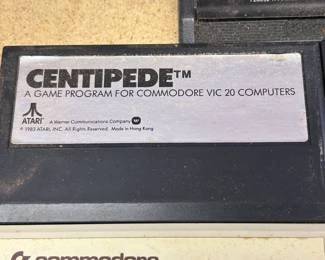 CENTIPEDE™
A GAME PROGRAM FOR COMMODORE VIC 20 COMPUTERS
ATARI
A Warner Communications Company
© 1983 ATARI, INC. All Rights Reserved. Made in Hong Kong
commodore